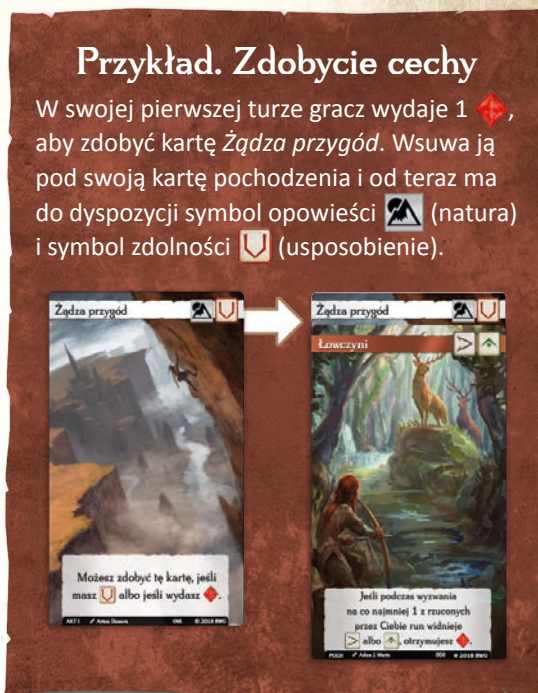 Przykład. Zdobycie cechy
W swojej pierwszej turze gracz wydaje 1 ,
aby zdobyć kartę Żądza przygód. Wsuwa ją
pod swoją kartę pochodzenia i od teraz ma
do dyspozycji symbol opowieści (natura)
i symbol zdolności (usposobienie).
Żądza przygód
Możesz zdobyć tę kartę, jeśli
masz albo jeśli wydasz .
AKT I
© 2018 BWG
Żądza przygód
Łowczyni
Jeśli podczas wyzwania
na co najmniej 1 z rzuconych
przez Ciebie run widnieje
albo , otrzymujesz .
POCH
© 2018 BWG